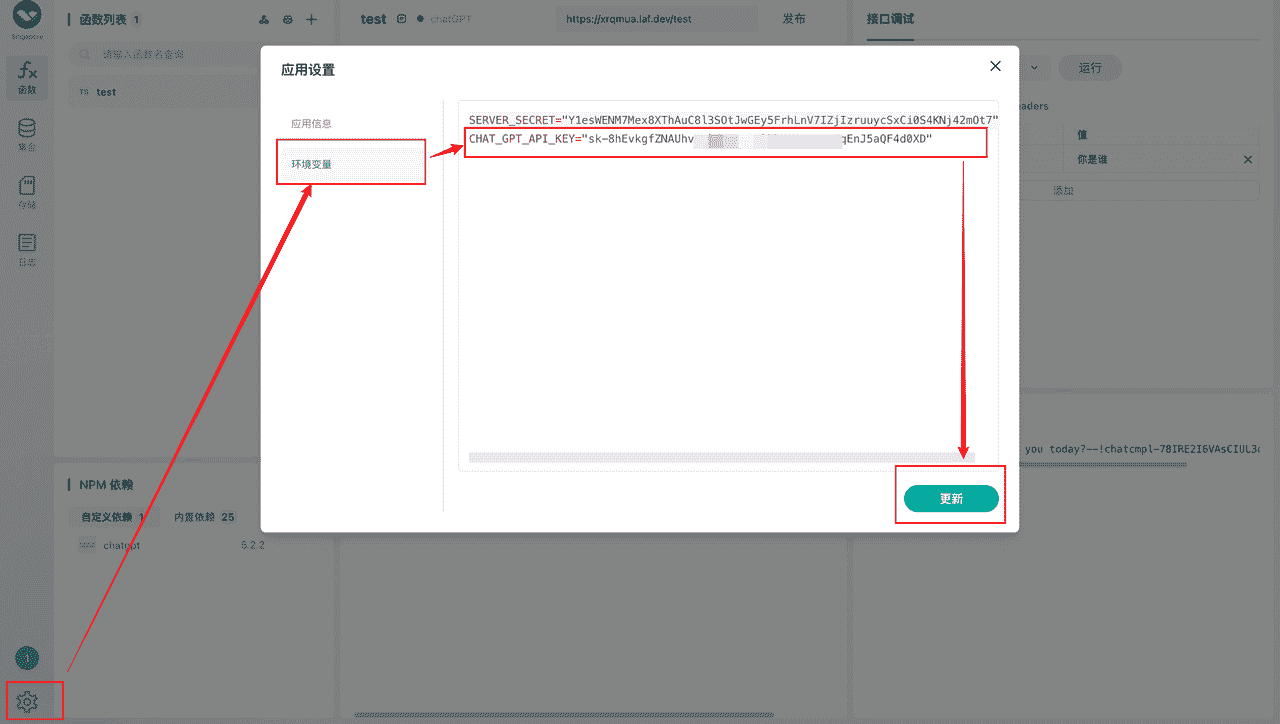 Singapore
函数
集合
存储
日志
函数列表 1
请输入函数名查询
TS test
NPM 依赖
自定义依赖 1 内置依赖 25
chatgpt 5.2.2
test chatGPT
https://xrqmua.laf.dev/test
发布
应用设置
应用信息
环境变量
SERVER_SECRET="Y1esWENM7Mex8XThAuC8l3SOtJwGEy5FrhLnV7IZjIzruuycSxCi0S4KNj42mOt7"
CHAT_GPT_API_KEY="sk-8hEvkgfZNAUhv qEnJ5aQF4d0XD"
更新
接口调试
运行
eaders
值
你是谁
添加
you today?--!chatcmpl-78IRE2I6VAsCIUL3